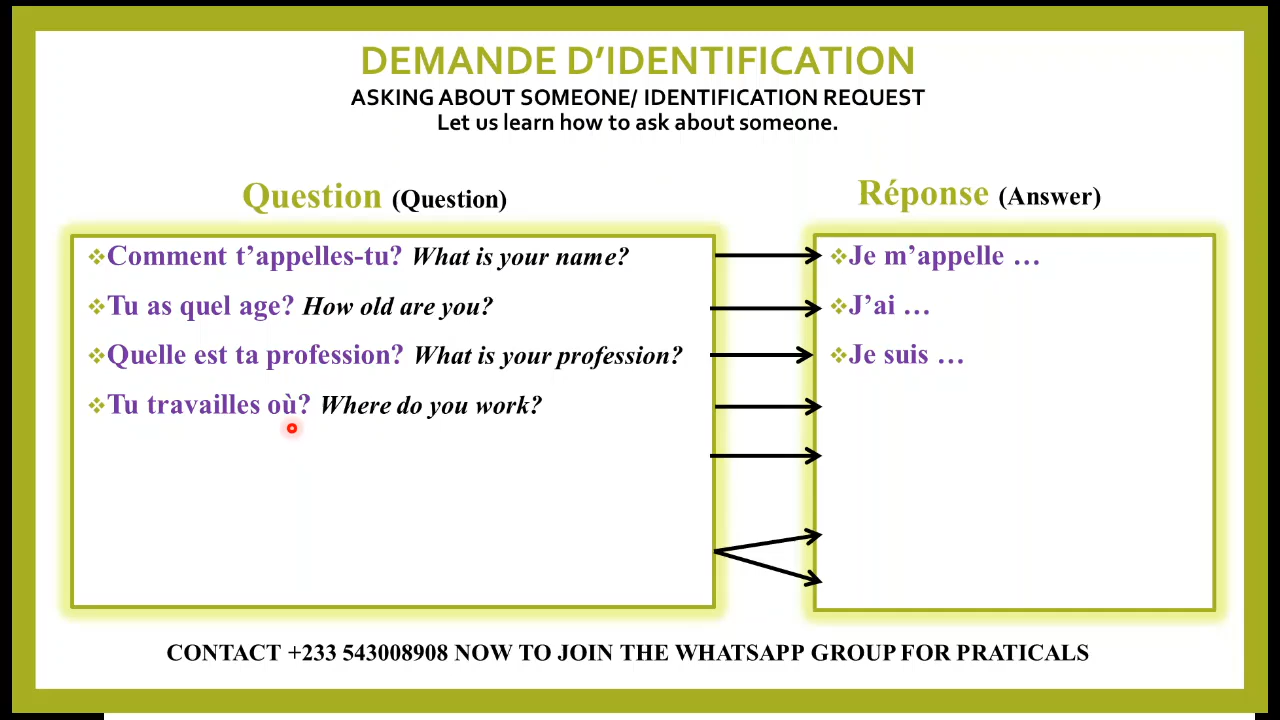 DEMANDE D’IDENTIFICATION
ASKING ABOUT SOMEONE/ IDENTIFICATION REQUEST
Let us learn how to ask about someone.
Question (Question)
Réponse (Answer)
Comment t’appelles-tu? What is your name?
Je m’appelle …
Tu as quel age? How old are you?
J’ai …
Quelle est ta profession? What is your profession?
Je suis …
Tu travailles où? Where do you work?
CONTACT +233 543008908 NOW TO JOIN THE WHATSAPP GROUP FOR PRATICALS